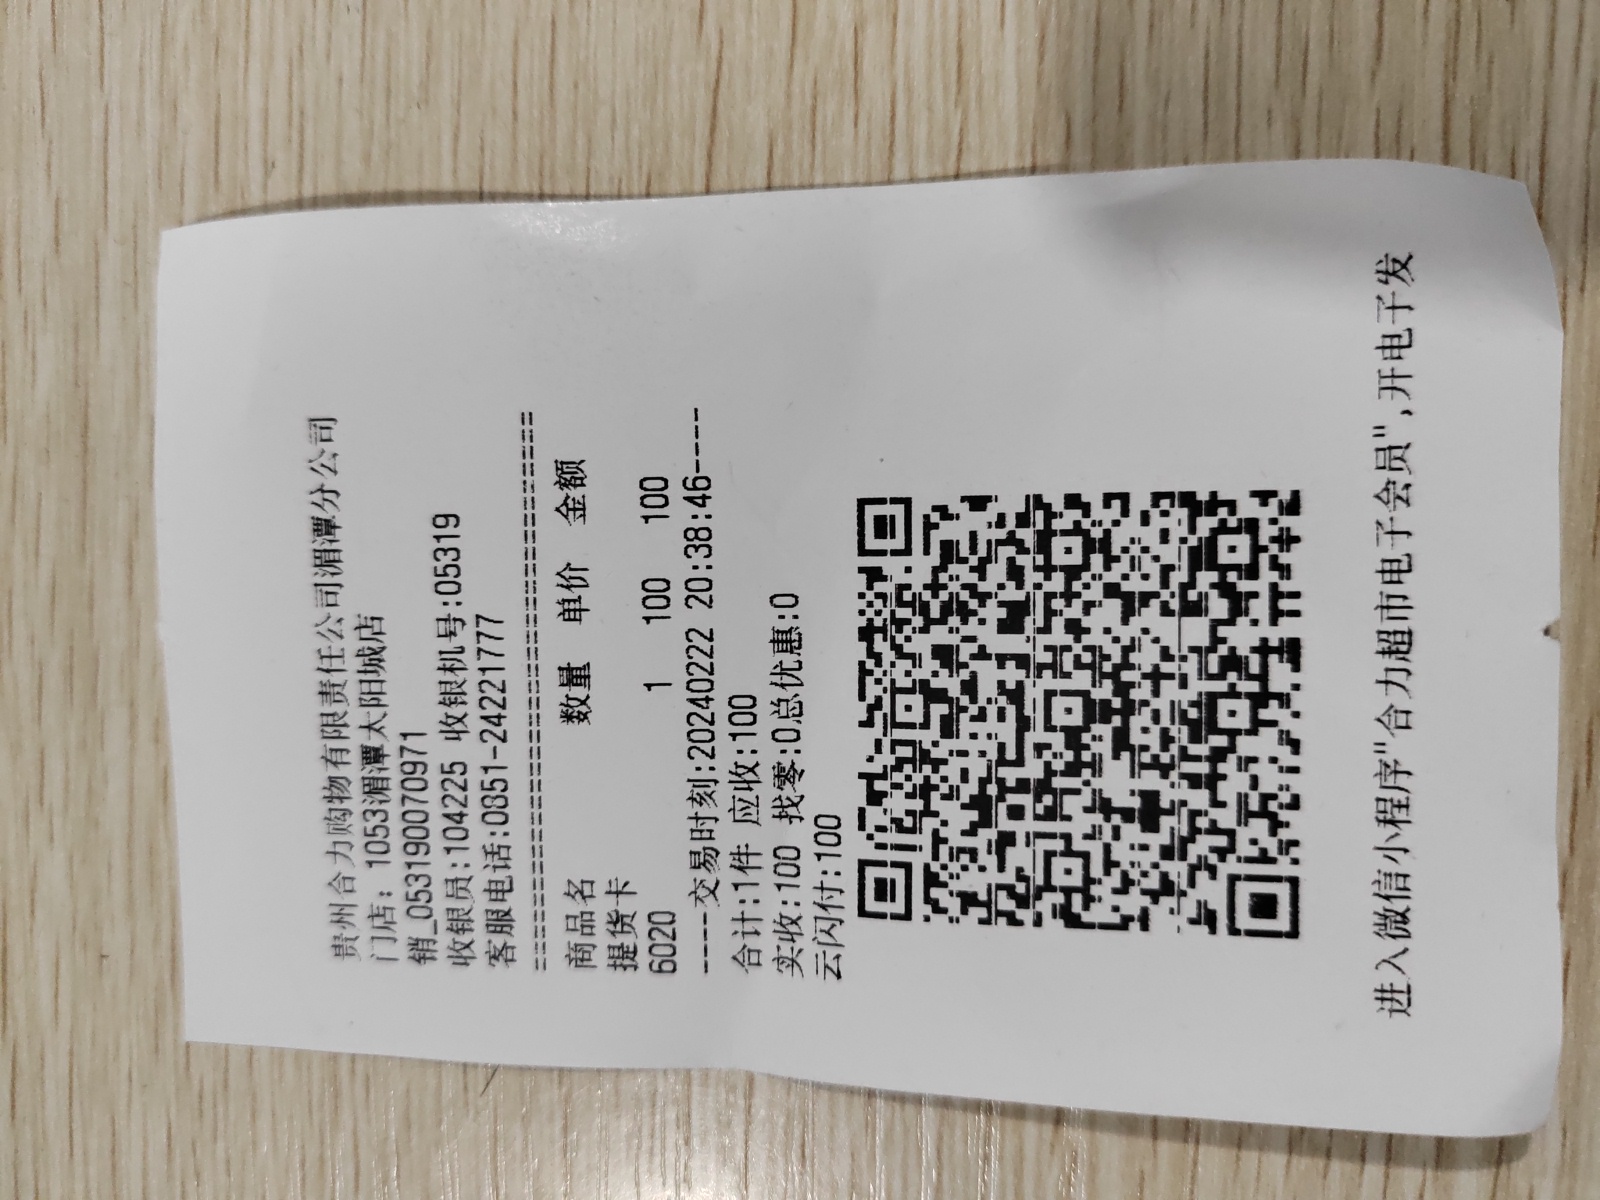 贵州合力购物有限责任公司湄潭分公司
门店: 1053湄潭太阳城店
销_053190070971
收银员:104225 收银机号:05319
客服电话:0851-24221777
================================
商品名 数量 单价 金额
提货卡
6020 1 100 100
----交易时刻:20240222 20:38:46----
合计:1件 应收:100
实收:100 找零:0总优惠:0
云闪付:100
进入微信小程序"合力超市电子会员",开电子发